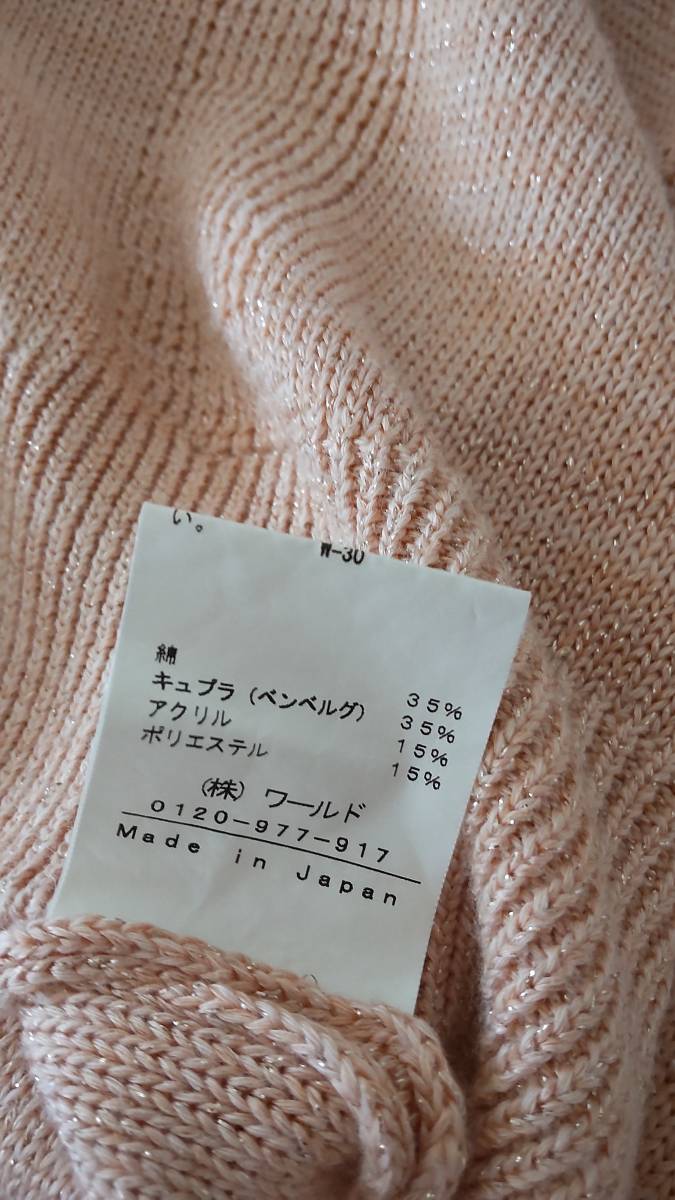 い。
W-30
綿 35%
キュプラ（ベンベルグ） 35%
アクリル 15%
ポリエステル 15%
（株）ワールド
0120-977-917
Made in Japan